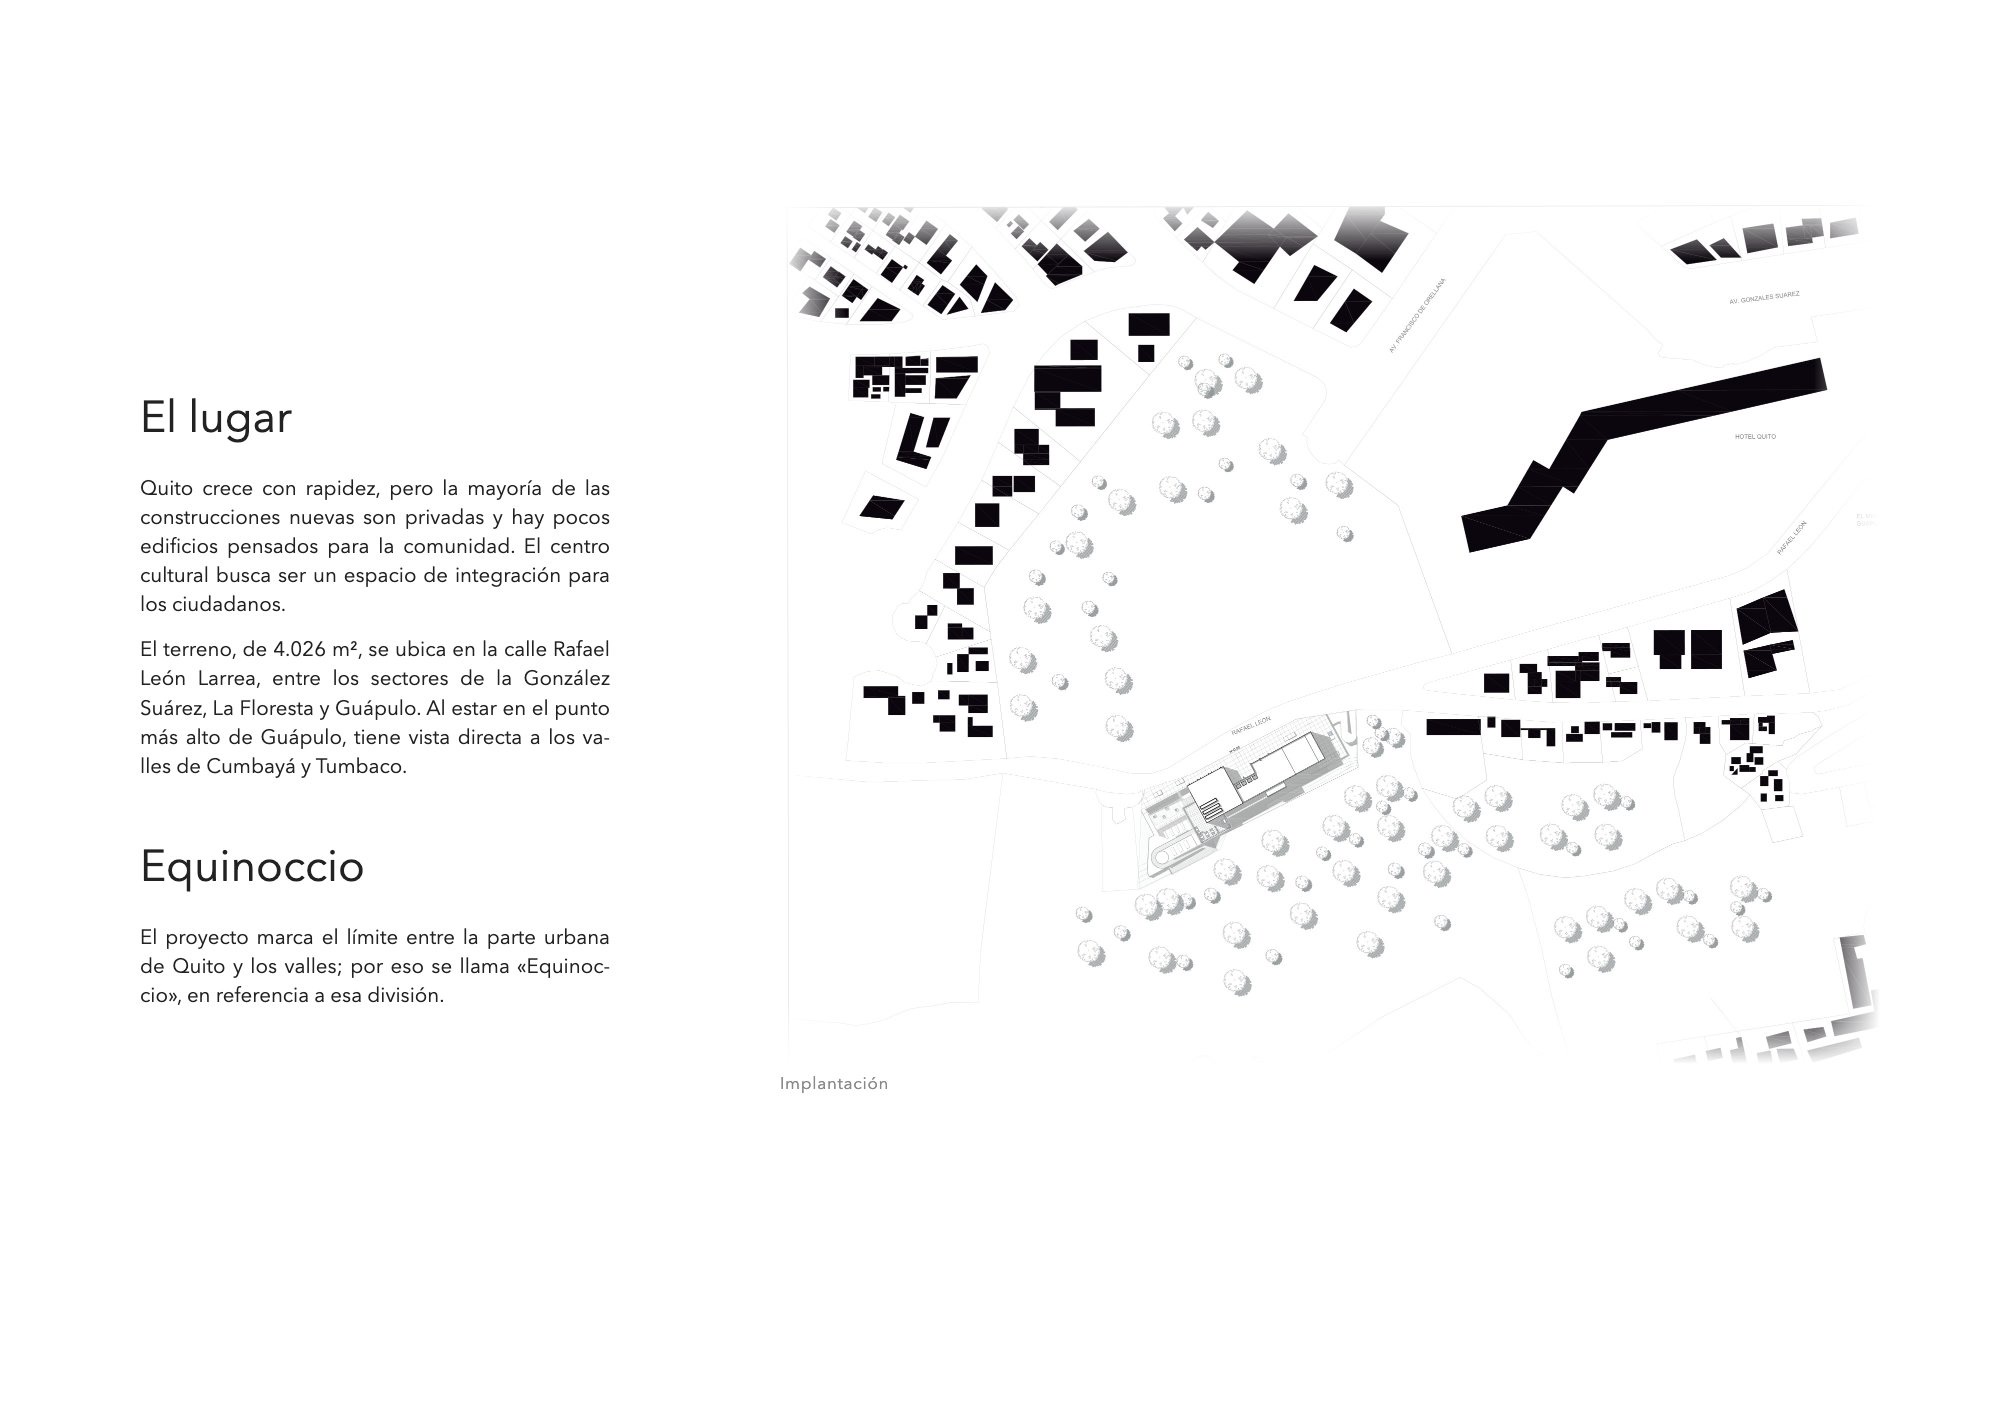 El lugar
Quito crece con rapidez, pero la mayoría de las
construcciones nuevas son privadas y hay pocos
edificios pensados para la comunidad. El centro
cultural busca ser un espacio de integración para
los ciudadanos.
El terreno, de 4.026 m², se ubica en la calle Rafael
León Larrea, entre los sectores de la González
Suárez, La Floresta y Guápulo. Al estar en el punto
más alto de Guápulo, tiene vista directa a los va-
lles de Cumbayá y Tumbaco.
Equinoccio
El proyecto marca el límite entre la parte urbana
de Quito y los valles; por eso se llama «Equinoc-
cio», en referencia a esa división.
AV. FRANCISCO DE ORELLANA
AV. GONZALES SUAREZ
HOTEL QUITO
RAFAEL LEON
RAFAEL LEON
Implantación